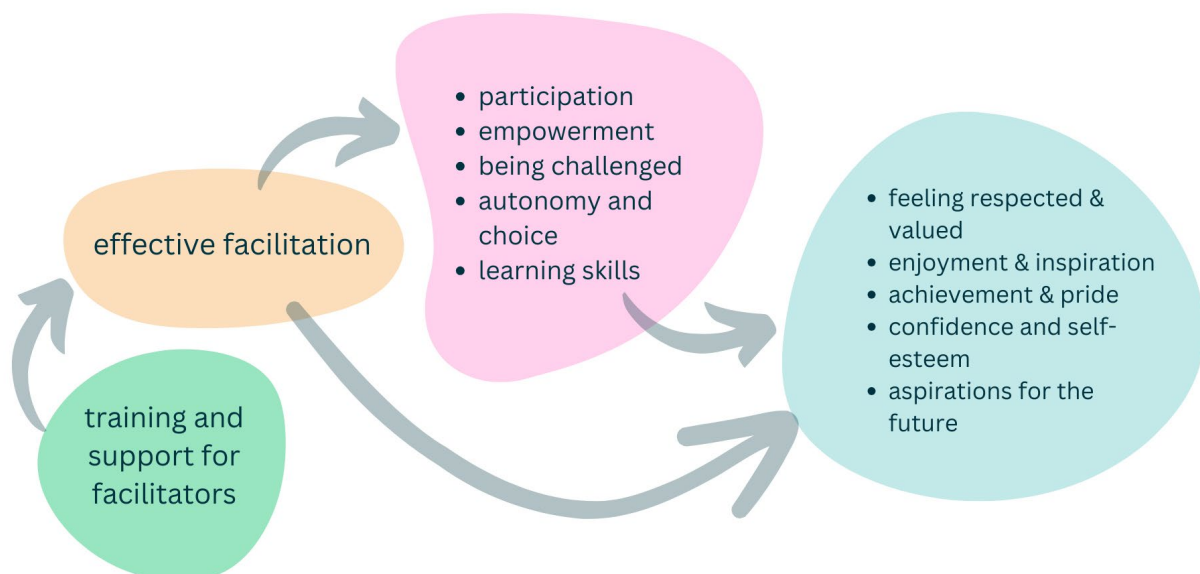 training and
support for
facilitators
effective facilitation
• participation
• empowerment
• being challenged
• autonomy and
choice
• learning skills
• feeling respected &
valued
• enjoyment & inspiration
• achievement & pride
• confidence and self-
esteem
• aspirations for the
future